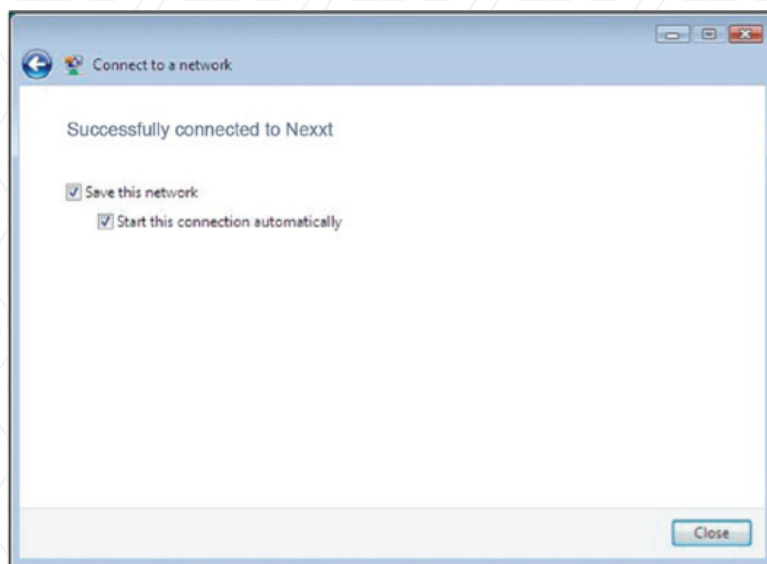 Connect to a network
Successfully connected to Nexxt
Save this network
Start this connection automatically
Close